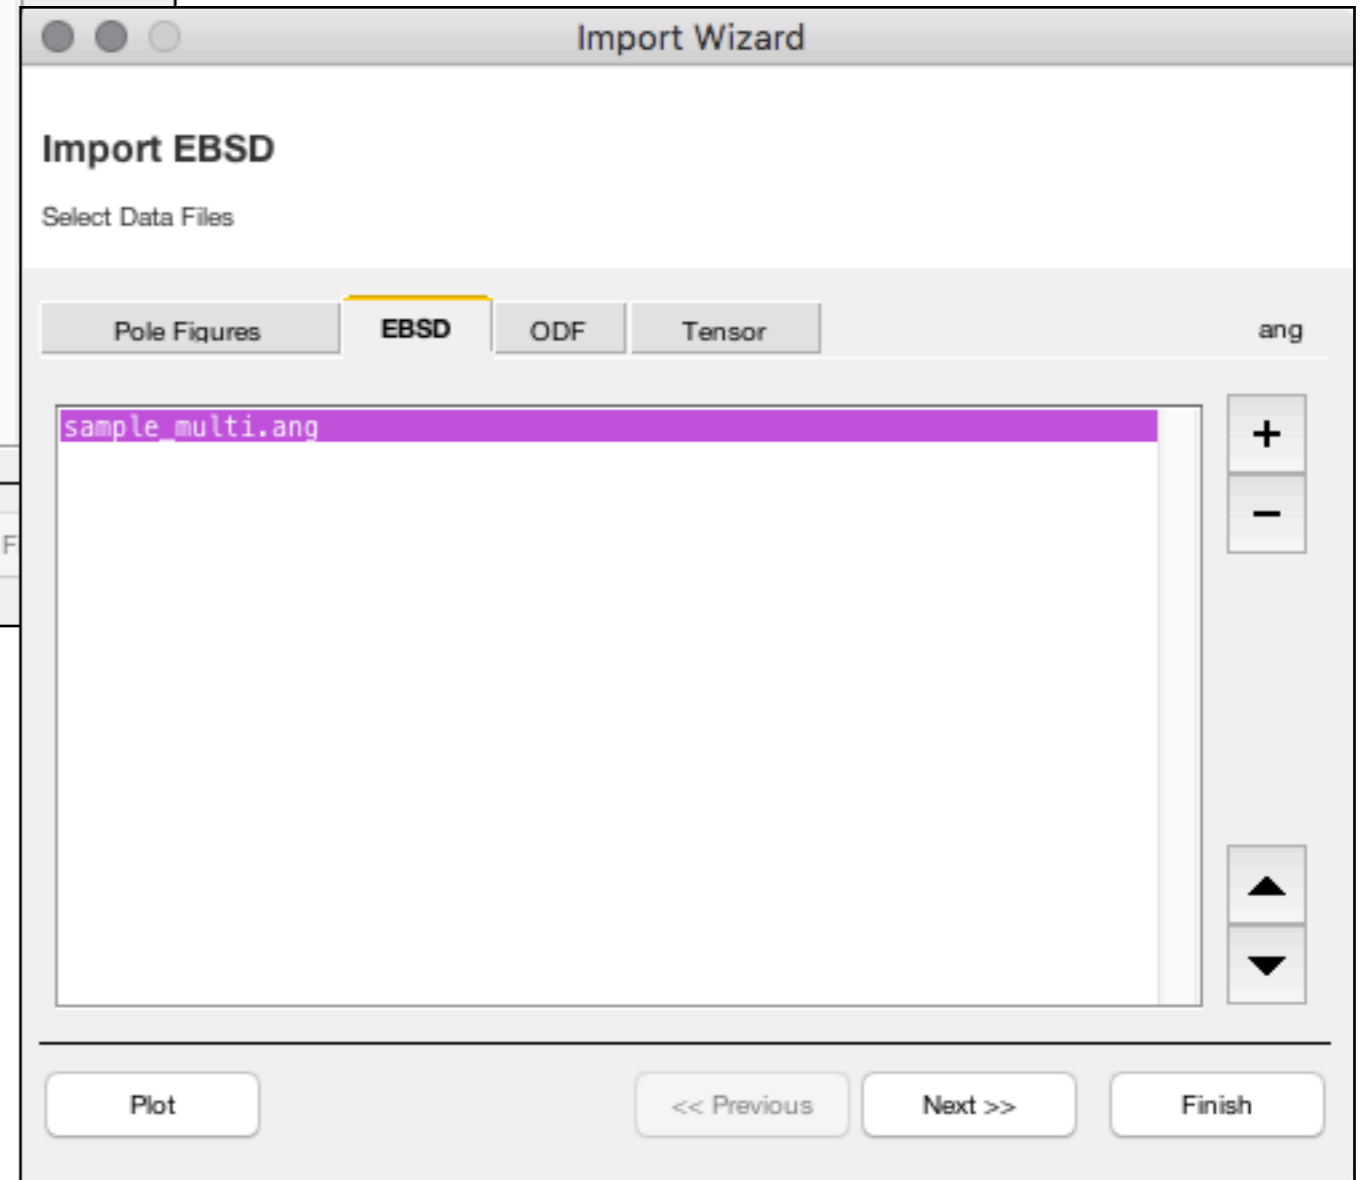 Import Wizard
Import EBSD
Select Data Files
Pole Figures EBSD ODF Tensor ang
sample_multi.ang
+
−
F
Plot << Previous Next >> Finish